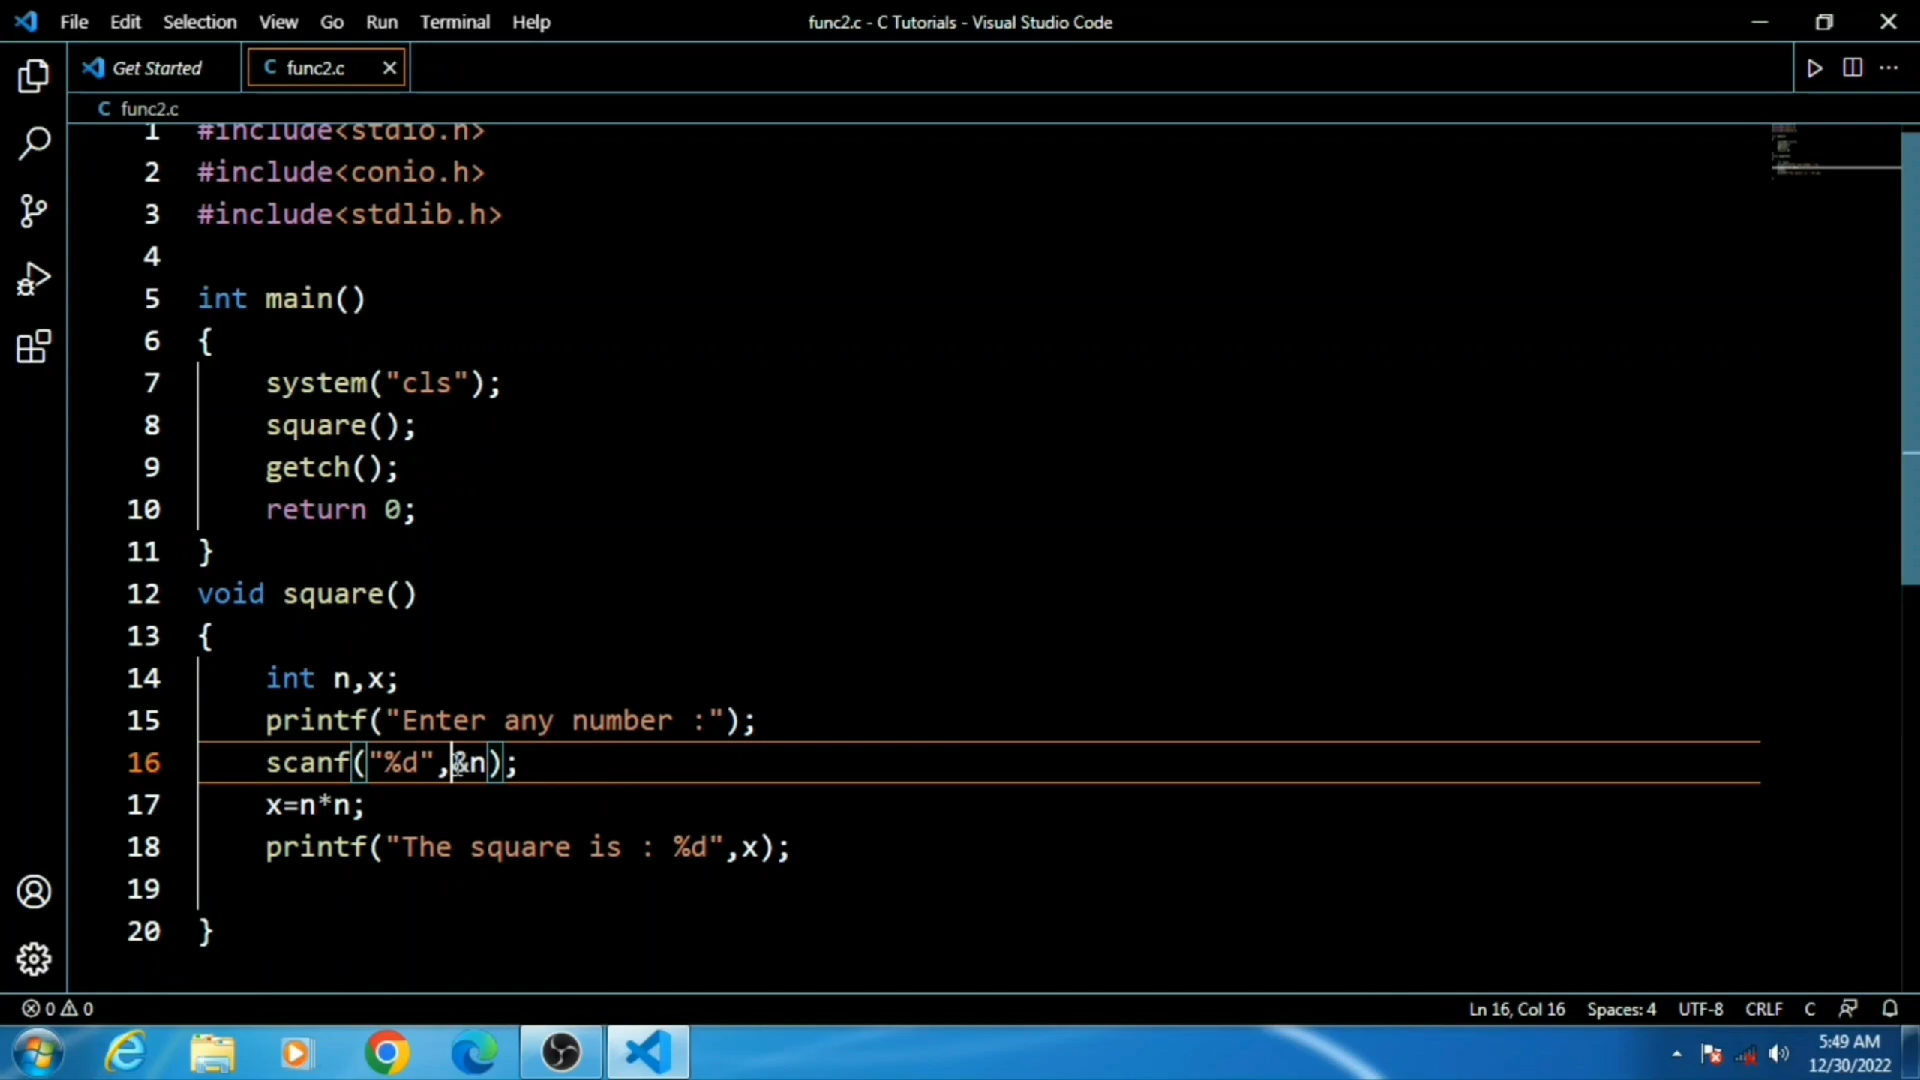 File Edit Selection View Go Run Terminal Help func2.c - C Tutorials - Visual Studio Code
Get Started C func2.c
C func2.c
1 #include<stdio.h>
2 #include<conio.h>
3 #include<stdlib.h>
4
5 int main()
6 {
7 system("cls");
8 square();
9 getch();
10 return 0;
11 }
12 void square()
13 {
14 int n,x;
15 printf("Enter any number :");
16 scanf("%d",&n);
17 x=n*n;
18 printf("The square is : %d",x);
19
20 }
0 0 Ln 16, Col 16 Spaces: 4 UTF-8 CRLF C
5:49 AM
12/30/2022